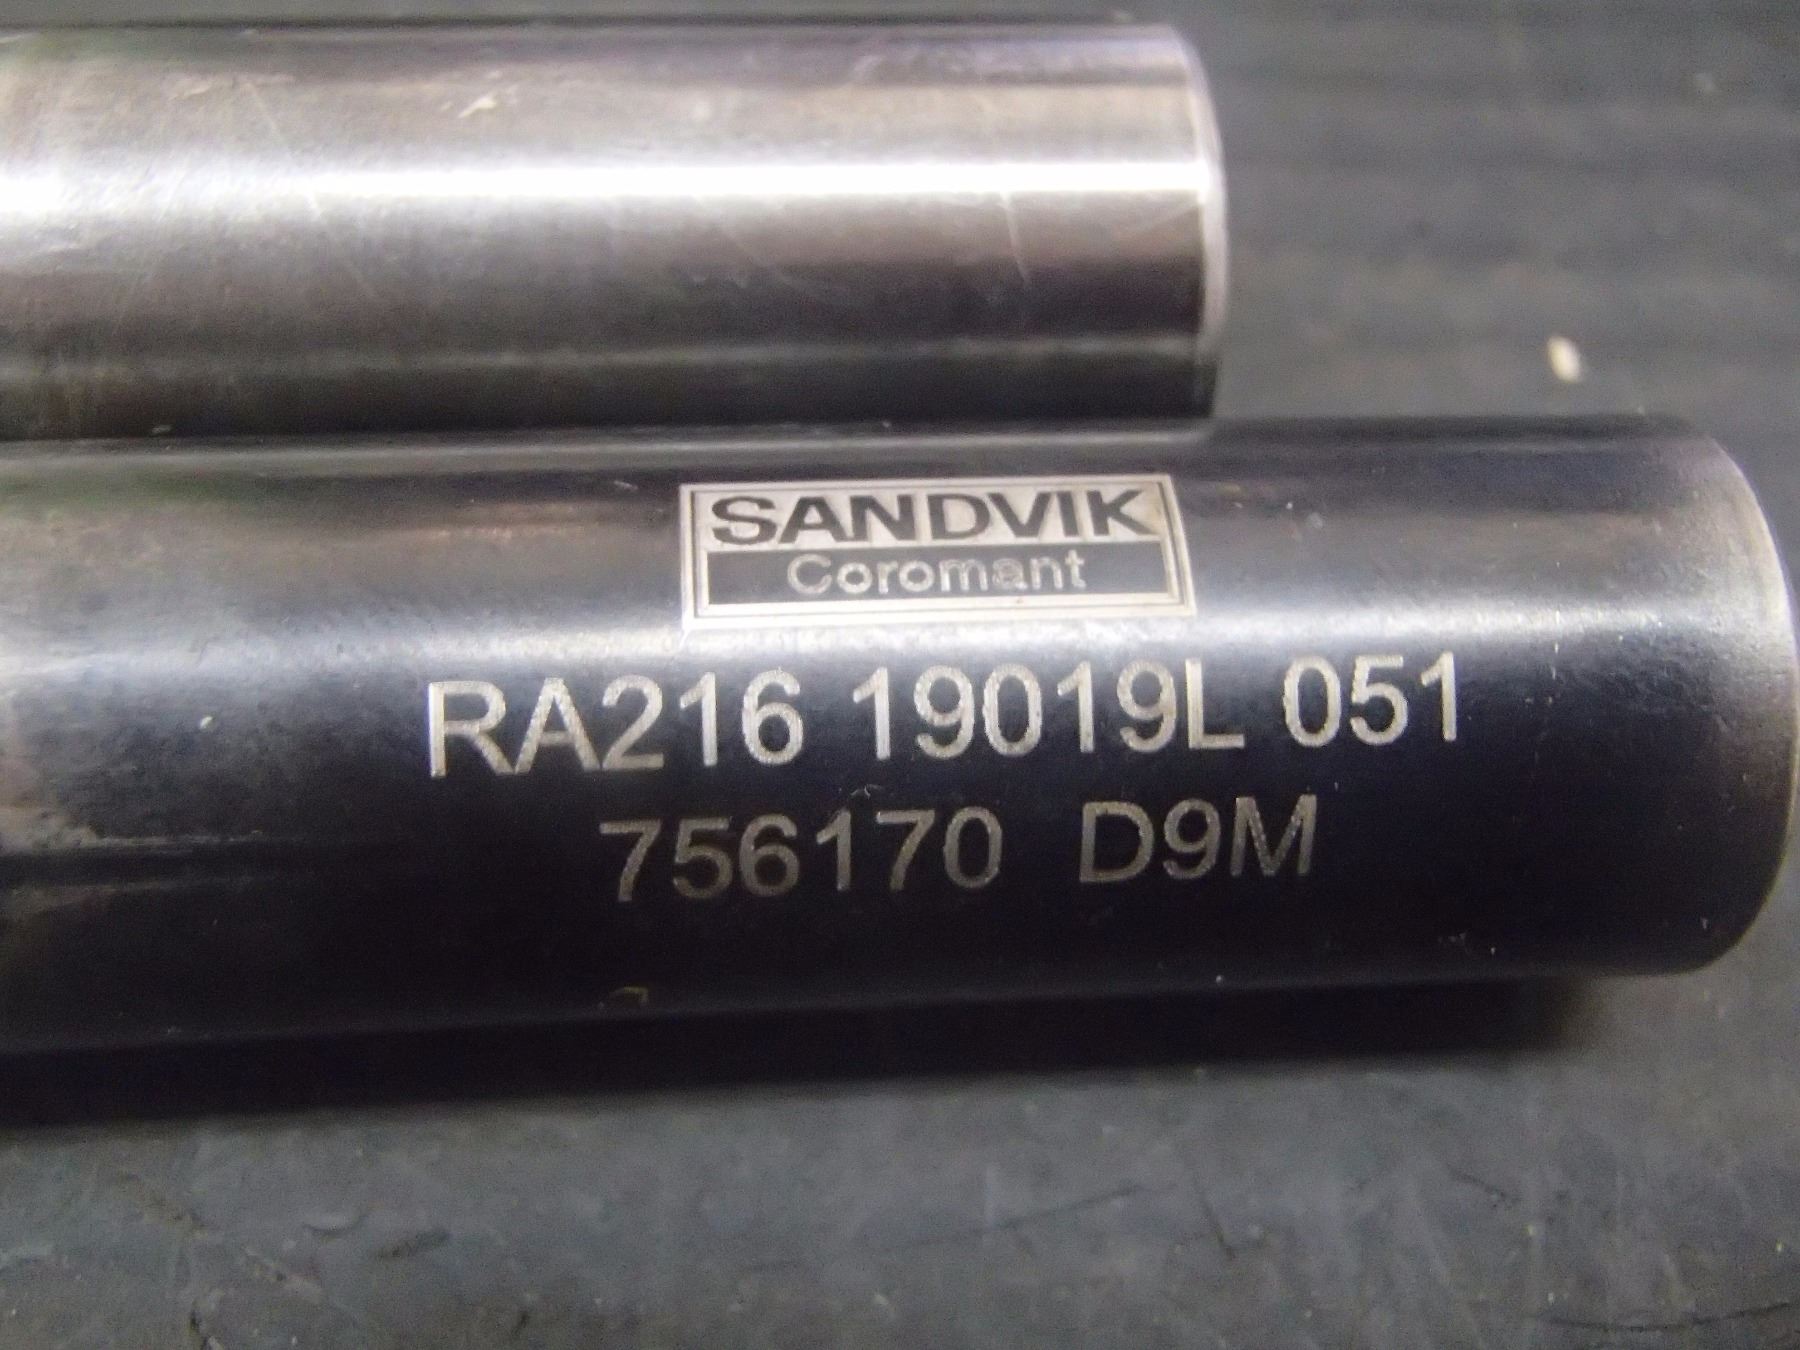 SANDVIK
Coromant
RA216 19019L 051
756170 D9M